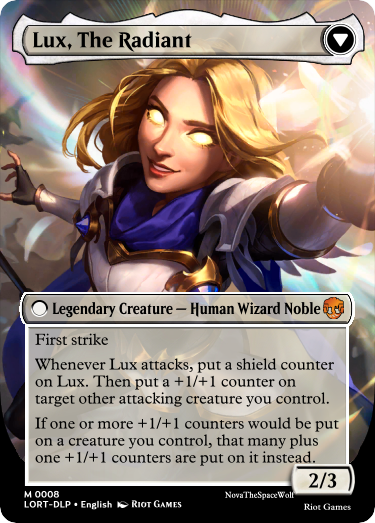 Lux, The Radiant
Legendary Creature — Human Wizard Noble
First strike
Whenever Lux attacks, put a shield counter
on Lux. Then put a +1/+1 counter on
target other attacking creature you control.
If one or more +1/+1 counters would be put
on a creature you control, that many plus
one +1/+1 counters are put on it instead.
2/3
M 0008
NovaTheSpaceWolf
LORT-DLP • English Riot Games
Riot Games